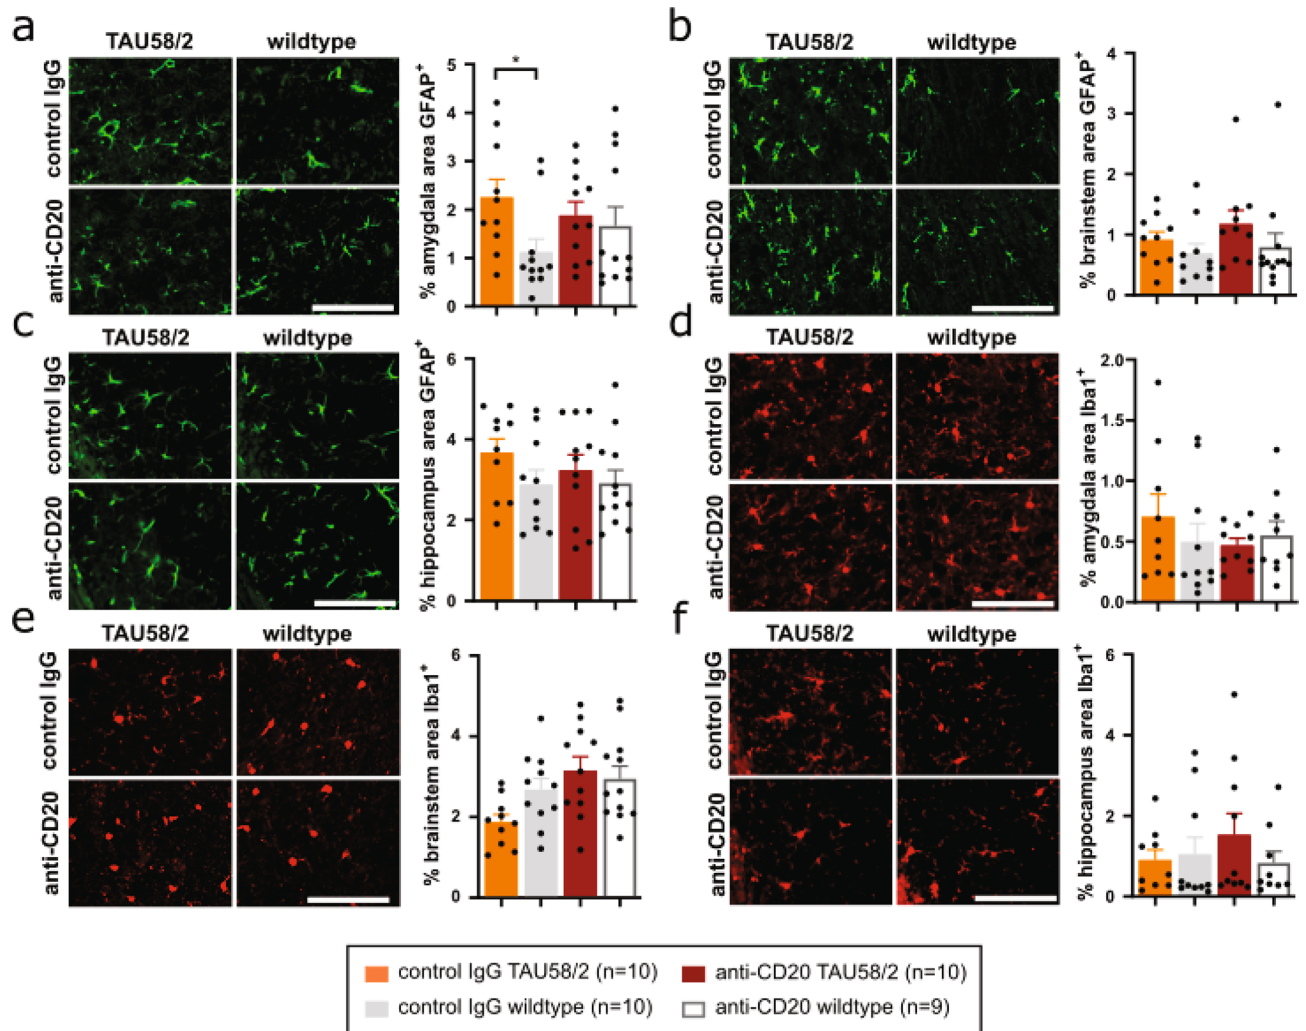 a
TAU58/2 wildtype
control IgG
anti-CD20
% amygdala area GFAP+
5
4
3
2
1
0
*
b
TAU58/2 wildtype
control IgG
anti-CD20
% brainstem area GFAP+
4
3
2
1
0
c
TAU58/2 wildtype
control IgG
anti-CD20
% hippocampus area GFAP+
6
4
2
0
d
TAU58/2 wildtype
control IgG
anti-CD20
% amygdala area Iba1+
2.0
1.5
1.0
0.5
0.0
e
TAU58/2 wildtype
control IgG
anti-CD20
% brainstem area Iba1+
6
4
2
0
f
TAU58/2 wildtype
control IgG
anti-CD20
% hippocampus area Iba1+
6
4
2
0
control IgG TAU58/2 (n=10) anti-CD20 TAU58/2 (n=10)
control IgG wildtype (n=10) anti-CD20 wildtype (n=9)